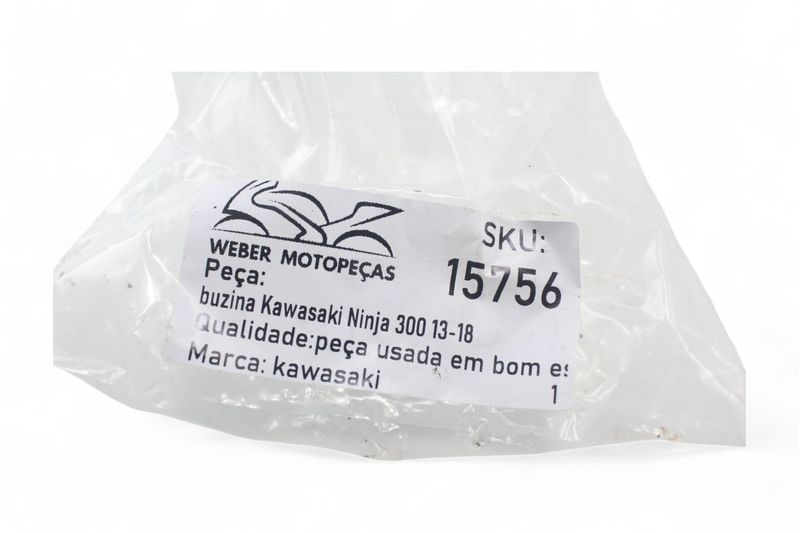 WEBER MOTOPEÇAS
SKU:
15756
Peça:
buzina Kawasaki Ninja 300 13-18
Qualidade:peça usada em bom es
Marca: kawasaki
1